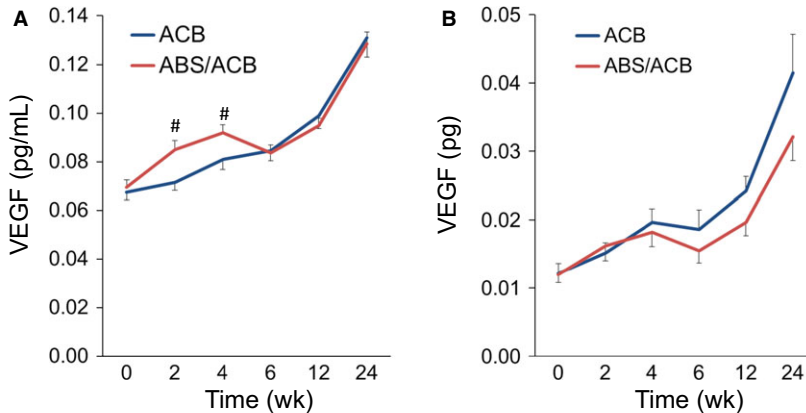 A
VEGF (pg/mL)
0.14
0.12
0.10
0.08
0.06
0.04
0.02
0.00
ACB
ABS/ACB
#
#
0 2 4 6 12 24
Time (wk)
B
VEGF (pg)
0.05
0.04
0.03
0.02
0.01
0.00
ACB
ABS/ACB
0 2 4 6 12 24
Time (wk)